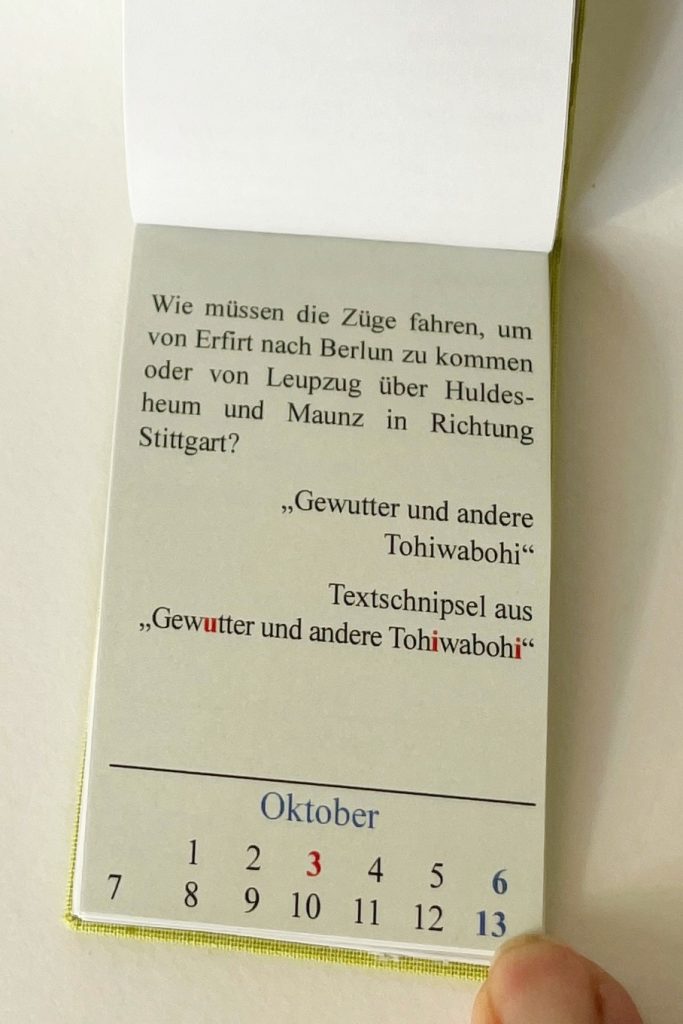 Wie müssen die Züge fahren, um
von Erfirt nach Berlun zu kommen
oder von Leupzug über Huldes-
heum und Maunz in Richtung
Stittgart?
„Gewutter und andere
Tohiwabohi“
Textschnipsel aus
„Gewutter und andere Tohiwabohi“
Oktober
1 2 3 4 5 6
7 8 9 10 11 12 13